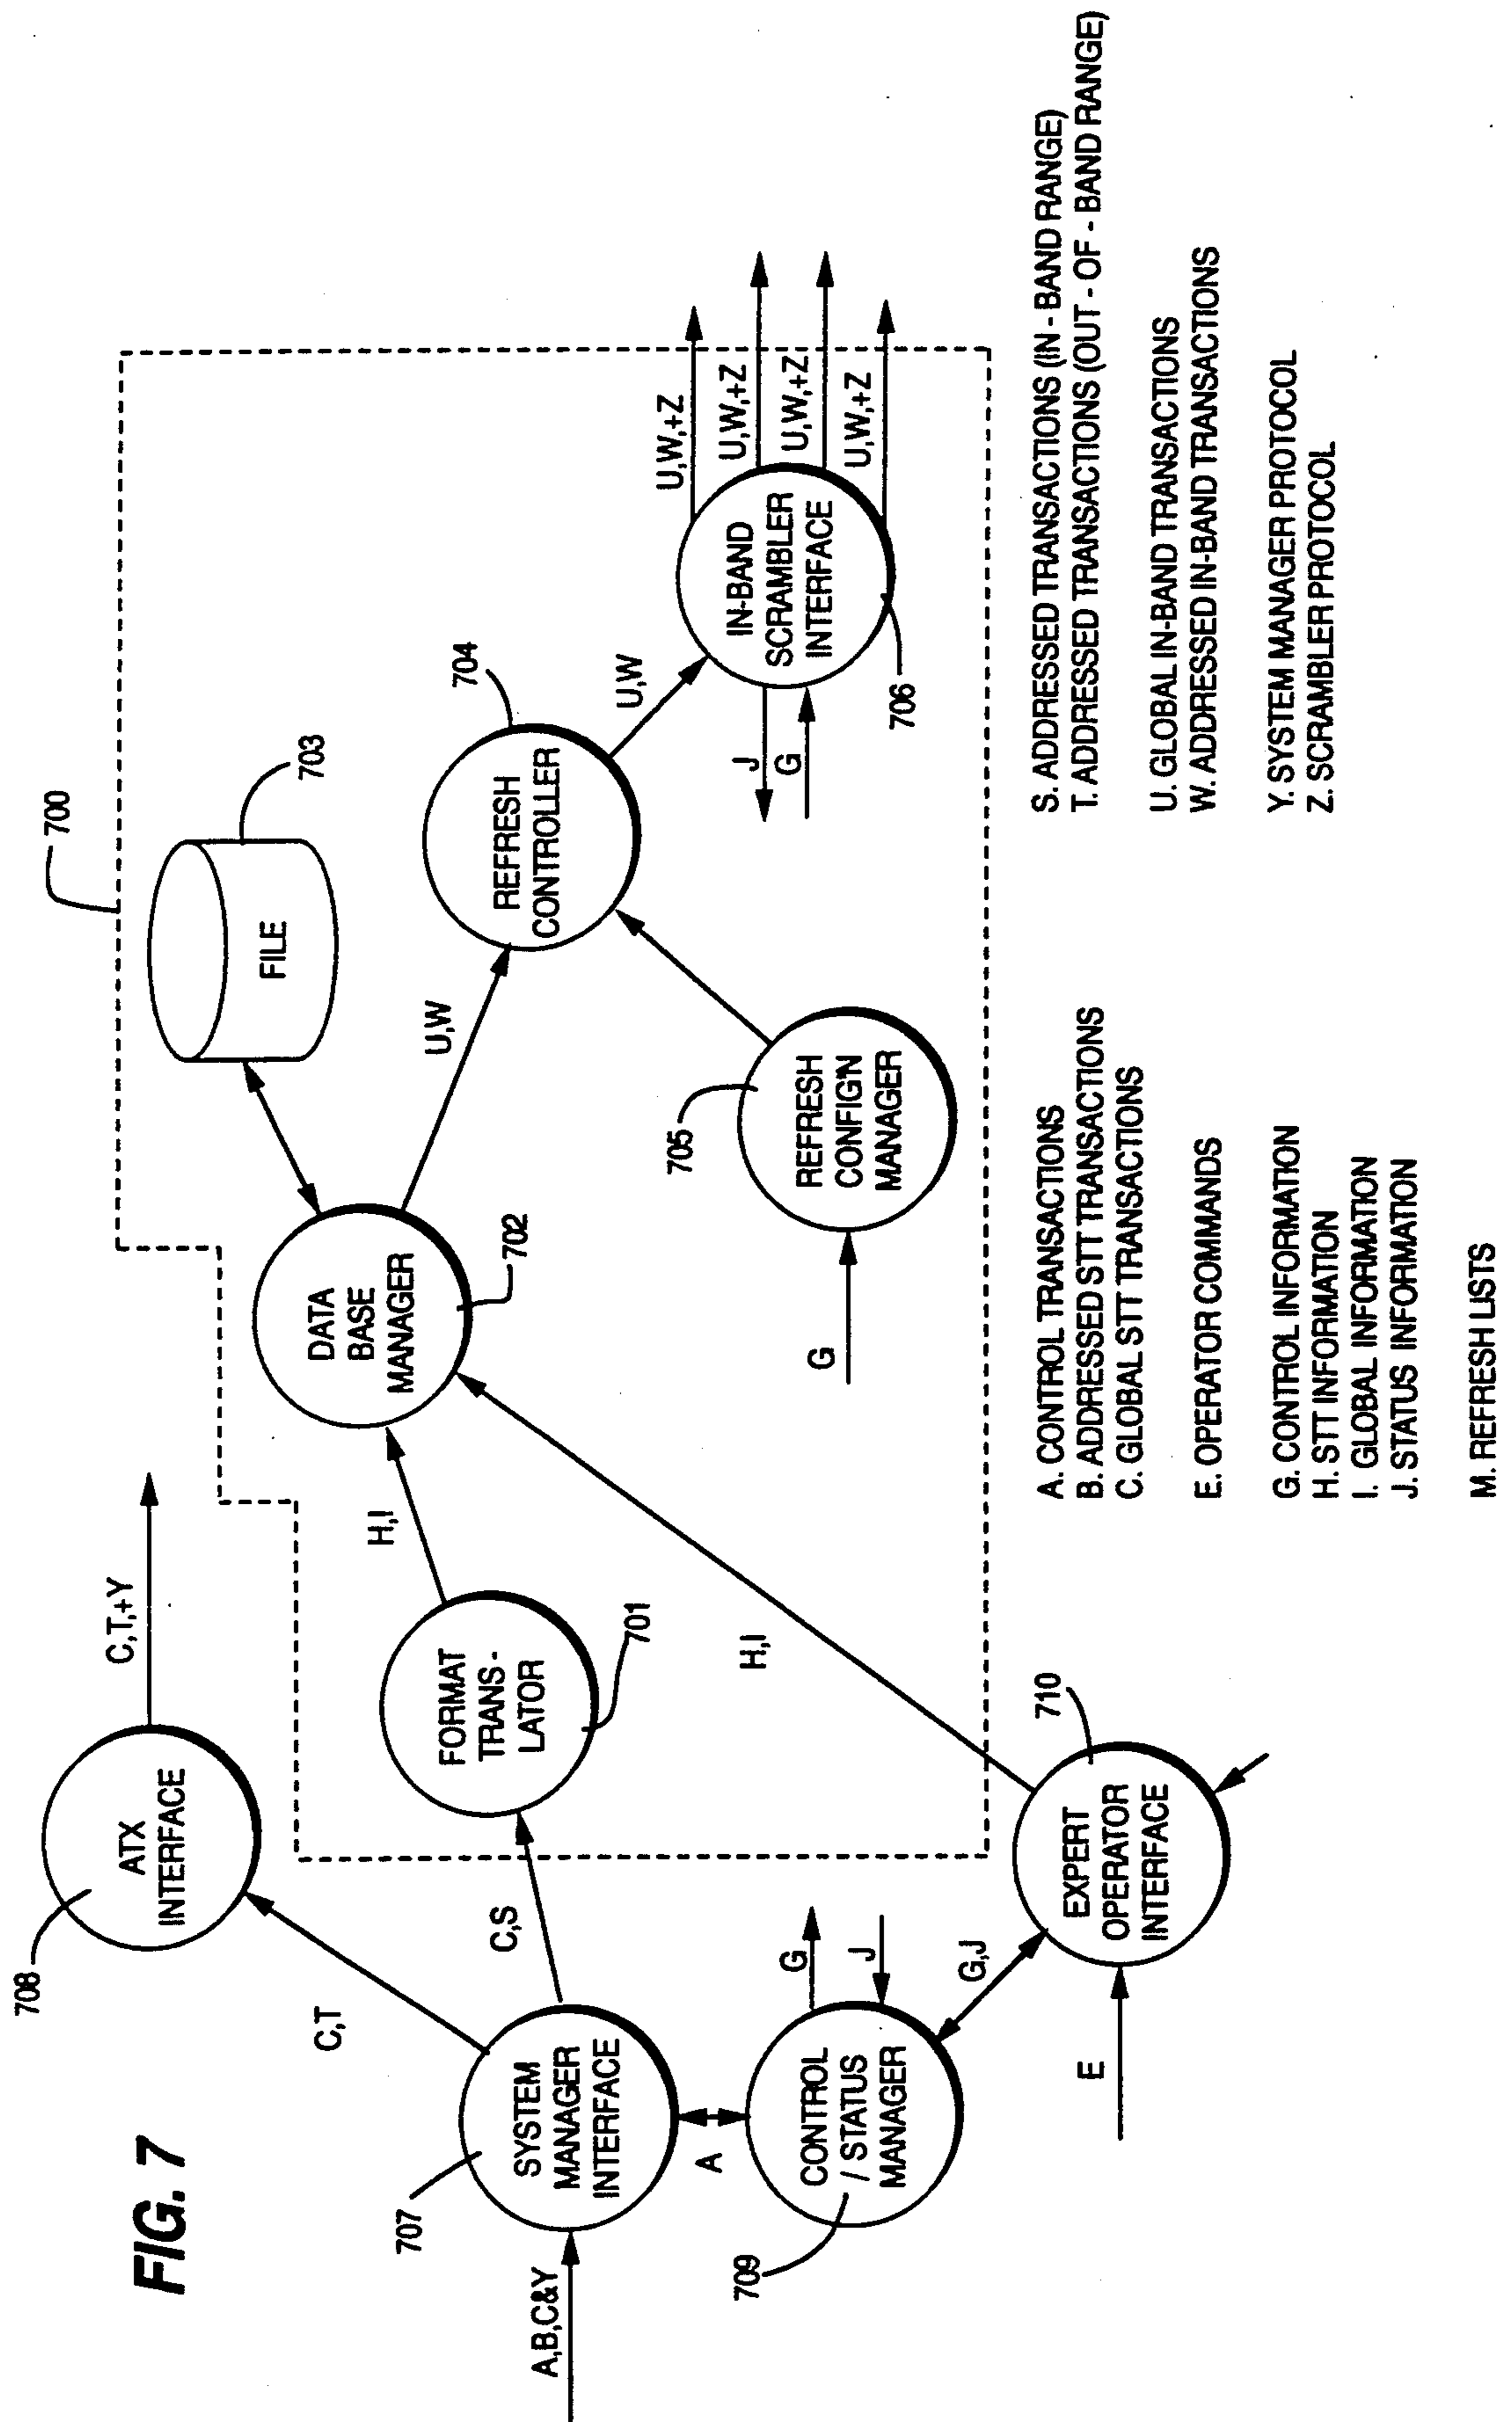 FIG. 7
A,B,C&Y
707
SYSTEM
MANAGER
INTERFACE
C,T
708
ATX
INTERFACE
C,T,+Y
C,S
A
709
CONTROL
/ STATUS
MANAGER
G
J
G,J
E
710
EXPERT
OPERATOR
INTERFACE
H,I
700
FORMAT
TRANS -
LATOR
701
H,I
DATA
BASE
MANAGER
702
FILE
703
U,W
G
705
REFRESH
CONFIG'N
MANAGER
704
REFRESH
CONTROLLER
U,W
J
G
IN-BAND
SCRAMBLER
INTERFACE
706
U,W,+Z
U,W,+Z
U,W,+Z
U,W,+Z
A. CONTROL TRANSACTIONS
B. ADDRESSED STT TRANSACTIONS
C. GLOBAL STT TRANSACTIONS
E. OPERATOR COMMANDS
G. CONTROL INFORMATION
H. STT INFORMATION
I. GLOBAL INFORMATION
J. STATUS INFORMATION
M. REFRESH LISTS
S. ADDRESSED TRANSACTIONS (IN - BAND RANGE)
T. ADDRESSED TRANSACTIONS (OUT - OF - BAND RANGE)
U. GLOBAL IN-BAND TRANSACTIONS
W. ADDRESSED IN-BAND TRANSACTIONS
Y. SYSTEM MANAGER PROTOCOL
Z. SCRAMBLER PROTOCOL